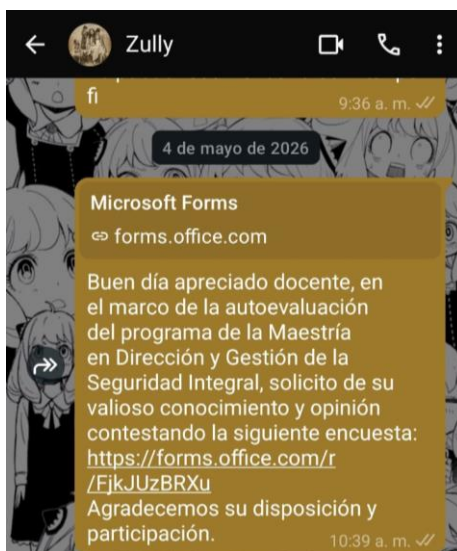 Zully
fi
9:36 a. m.
4 de mayo de 2026
Microsoft Forms
forms.office.com
Buen día apreciado docente, en
el marco de la autoevaluación
del programa de la Maestría
en Dirección y Gestión de la
Seguridad Integral, solicito de su
valioso conocimiento y opinión
contestando la siguiente encuesta:
https://forms.office.com/r
/FjkJUzBRXu
Agradecemos su disposición y
participación.
10:39 a. m.